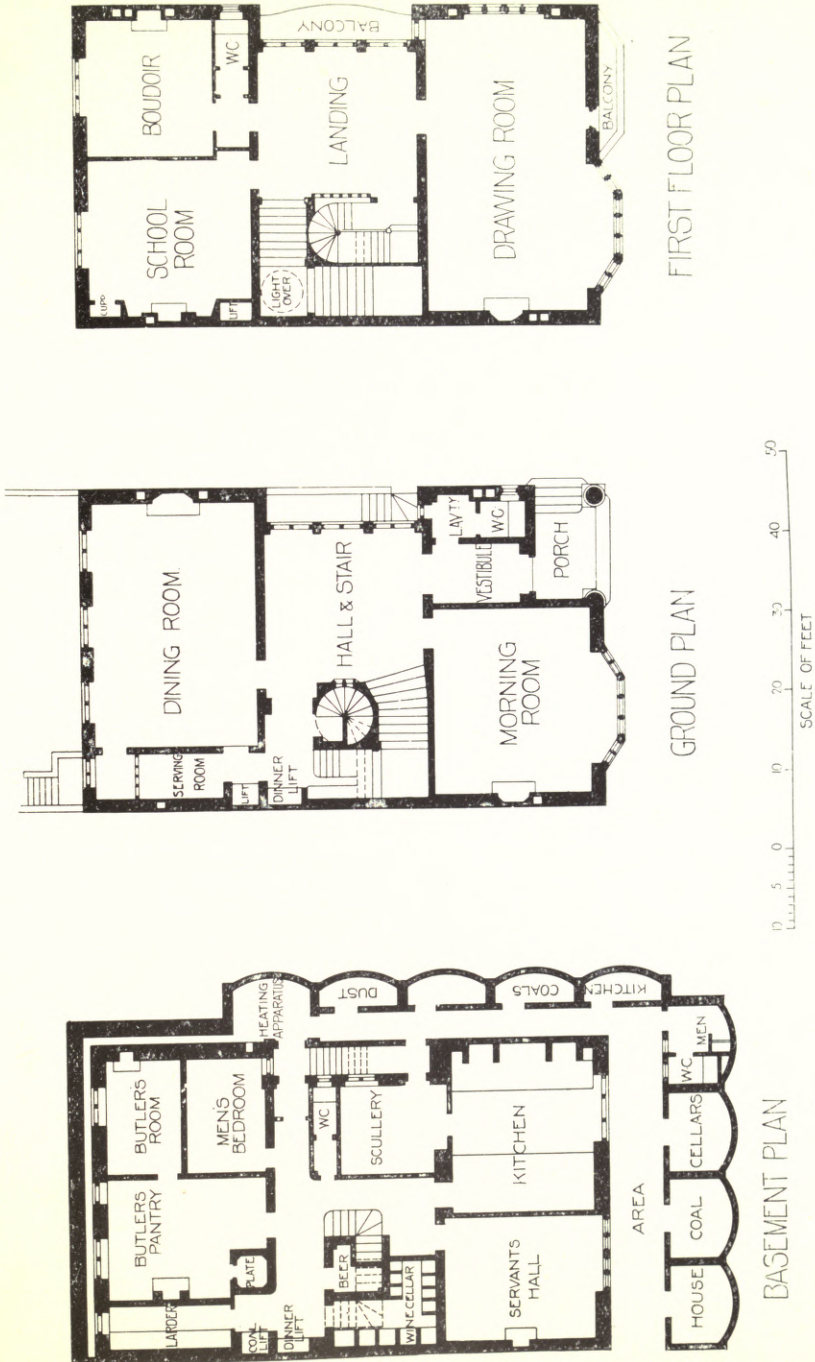 BOUDOIR
WC
BALCONY
SCHOOL
ROOM
LANDING
CUPD
LIFT
LIGHT
OVER
DRAWING ROOM
BALCONY
FIRST FLOOR PLAN
DINING ROOM
SERVING
ROOM
LIFT
DINNER
LIFT
HALL & STAIR
LAVTY
WC
VESTIBULE
PORCH
MORNING
ROOM
GROUND PLAN
10 5 0 10 20 30 40 50
SCALE OF FEET
BUTLERS
ROOM
MEN'S
BEDROOM
HEATING
APPARATUS
DUST
COALS
KITCHEN
BUTLERS
PANTRY
PLATE
LARDER
COAL
LIFT
DINNER
LIFT
WC
SCULLERY
BEER
WINE CELLAR
KITCHEN
SERVANTS
HALL
AREA
MEN
WC
HOUSE
COAL
CELLARS
BASEMENT PLAN